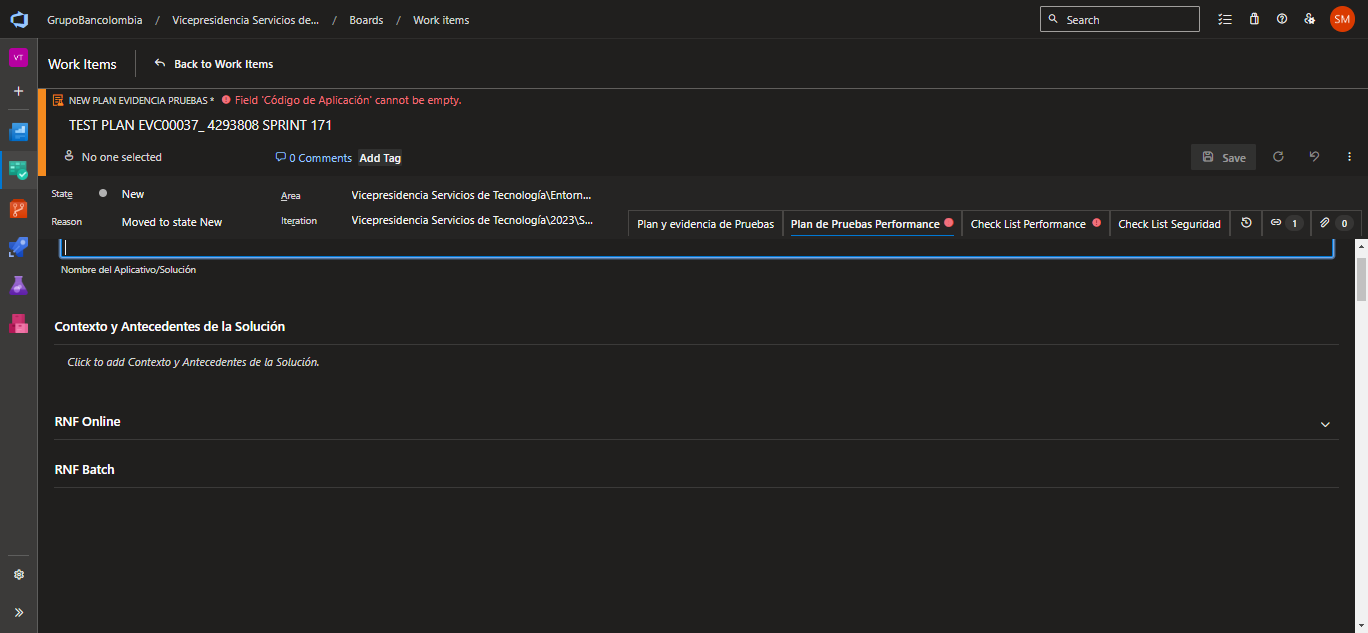 GrupoBancolombia / Vicepresidencia Servicios de... / Boards / Work items
Search
SM
VT
Work Items
Back to Work Items
NEW PLAN EVIDENCIA PRUEBAS * Field 'Código de Aplicación' cannot be empty.
TEST PLAN EVC00037_ 4293808 SPRINT 171
No one selected
0 Comments
Add Tag
Save
State
New
Area
Vicepresidencia Servicios de Tecnología\Entorn...
Reason
Moved to state New
Iteration
Vicepresidencia Servicios de Tecnología\2023\S...
Plan y evidencia de Pruebas
Plan de Pruebas Performance
Check List Performance
Check List Seguridad
1
0
Nombre del Aplicativo/Solución
Contexto y Antecedentes de la Solución
Click to add Contexto y Antecedentes de la Solución.
RNF Online
RNF Batch